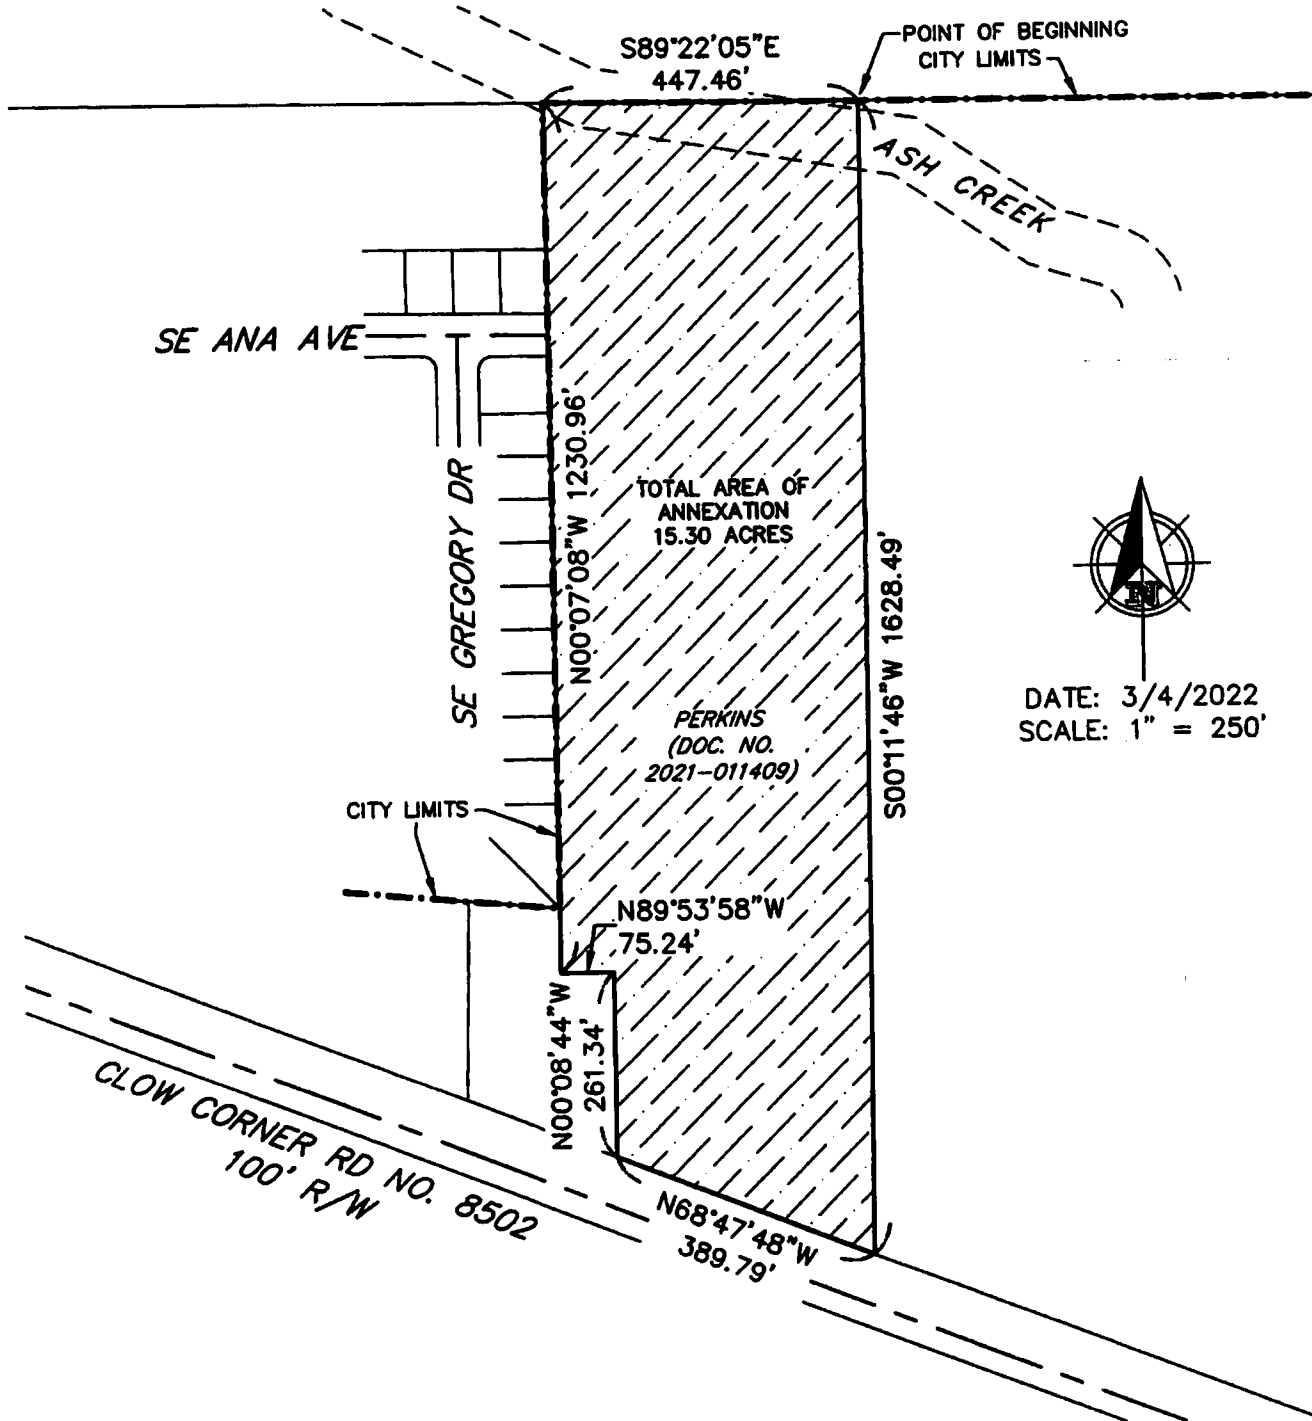 S89°22'05"E
447.46'
POINT OF BEGINNING
CITY LIMITS
ASH CREEK
SE ANA AVE
SE GREGORY DR
N00°07'08"W 1230.96'
TOTAL AREA OF
ANNEXATION
15.30 ACRES
S00°11'46"W 1628.49'
N
DATE: 3/4/2022
SCALE: 1" = 250'
PERKINS
(DOC. NO.
2021-011409)
CITY LIMITS
N89°53'58"W
75.24'
N00°08'44"W
261.34'
CLOW CORNER RD NO. 8502
100' R/W
N68°47'48"W
389.79'